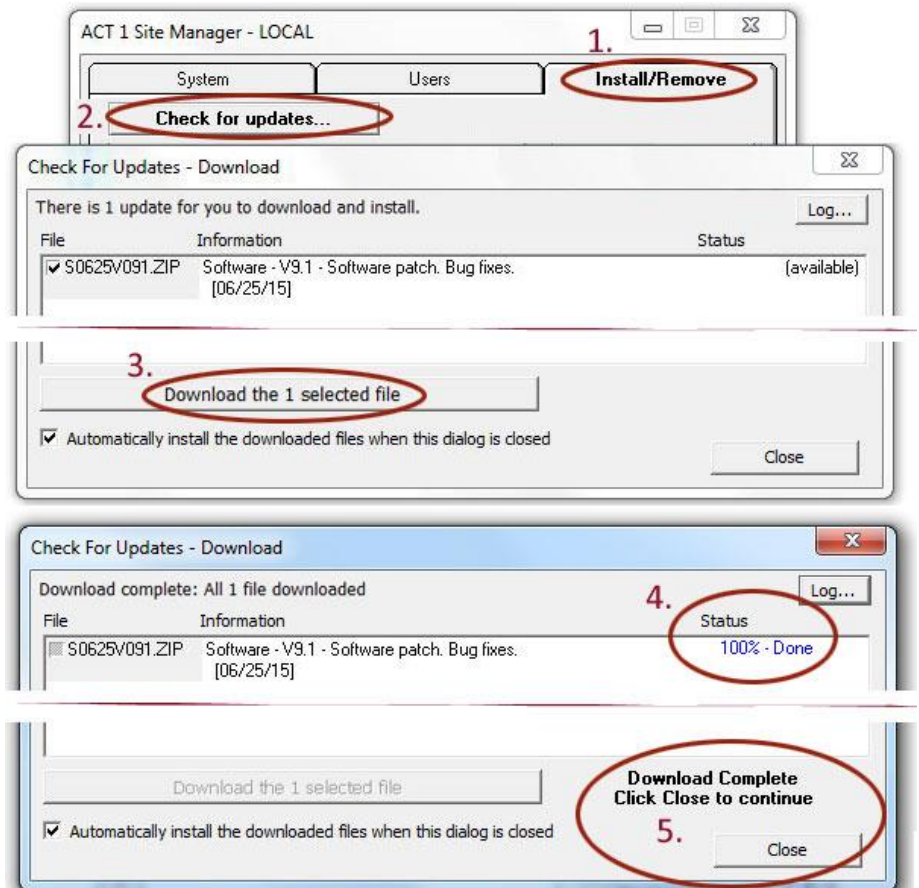 ACT 1 Site Manager - LOCAL
1.
System Users Install/Remove
2. Check for updates...
Check For Updates - Download
There is 1 update for you to download and install. Log...
File Information Status
S0625V091.ZIP Software - V9.1 - Software patch. Bug fixes. (available)
[06/25/15]
3.
Download the 1 selected file
Automatically install the downloaded files when this dialog is closed
Close
Check For Updates - Download
Download complete: All 1 file downloaded Log...
4.
File Information Status
S0625V091.ZIP Software - V9.1 - Software patch. Bug fixes. 100% - Done
[06/25/15]
Download the 1 selected file
Download Complete
Click Close to continue
Automatically install the downloaded files when this dialog is closed
5.
Close